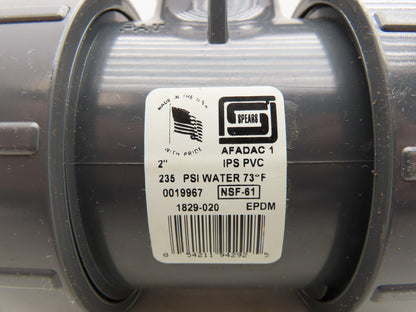 MADE IN THE U.S.A.
WITH PRIDE
SPEARS
AFADAC 1
2" IPS PVC
235 PSI WATER 73°F
0019967 NSF-61
1829-020 EPDM
0 54211 94292 5